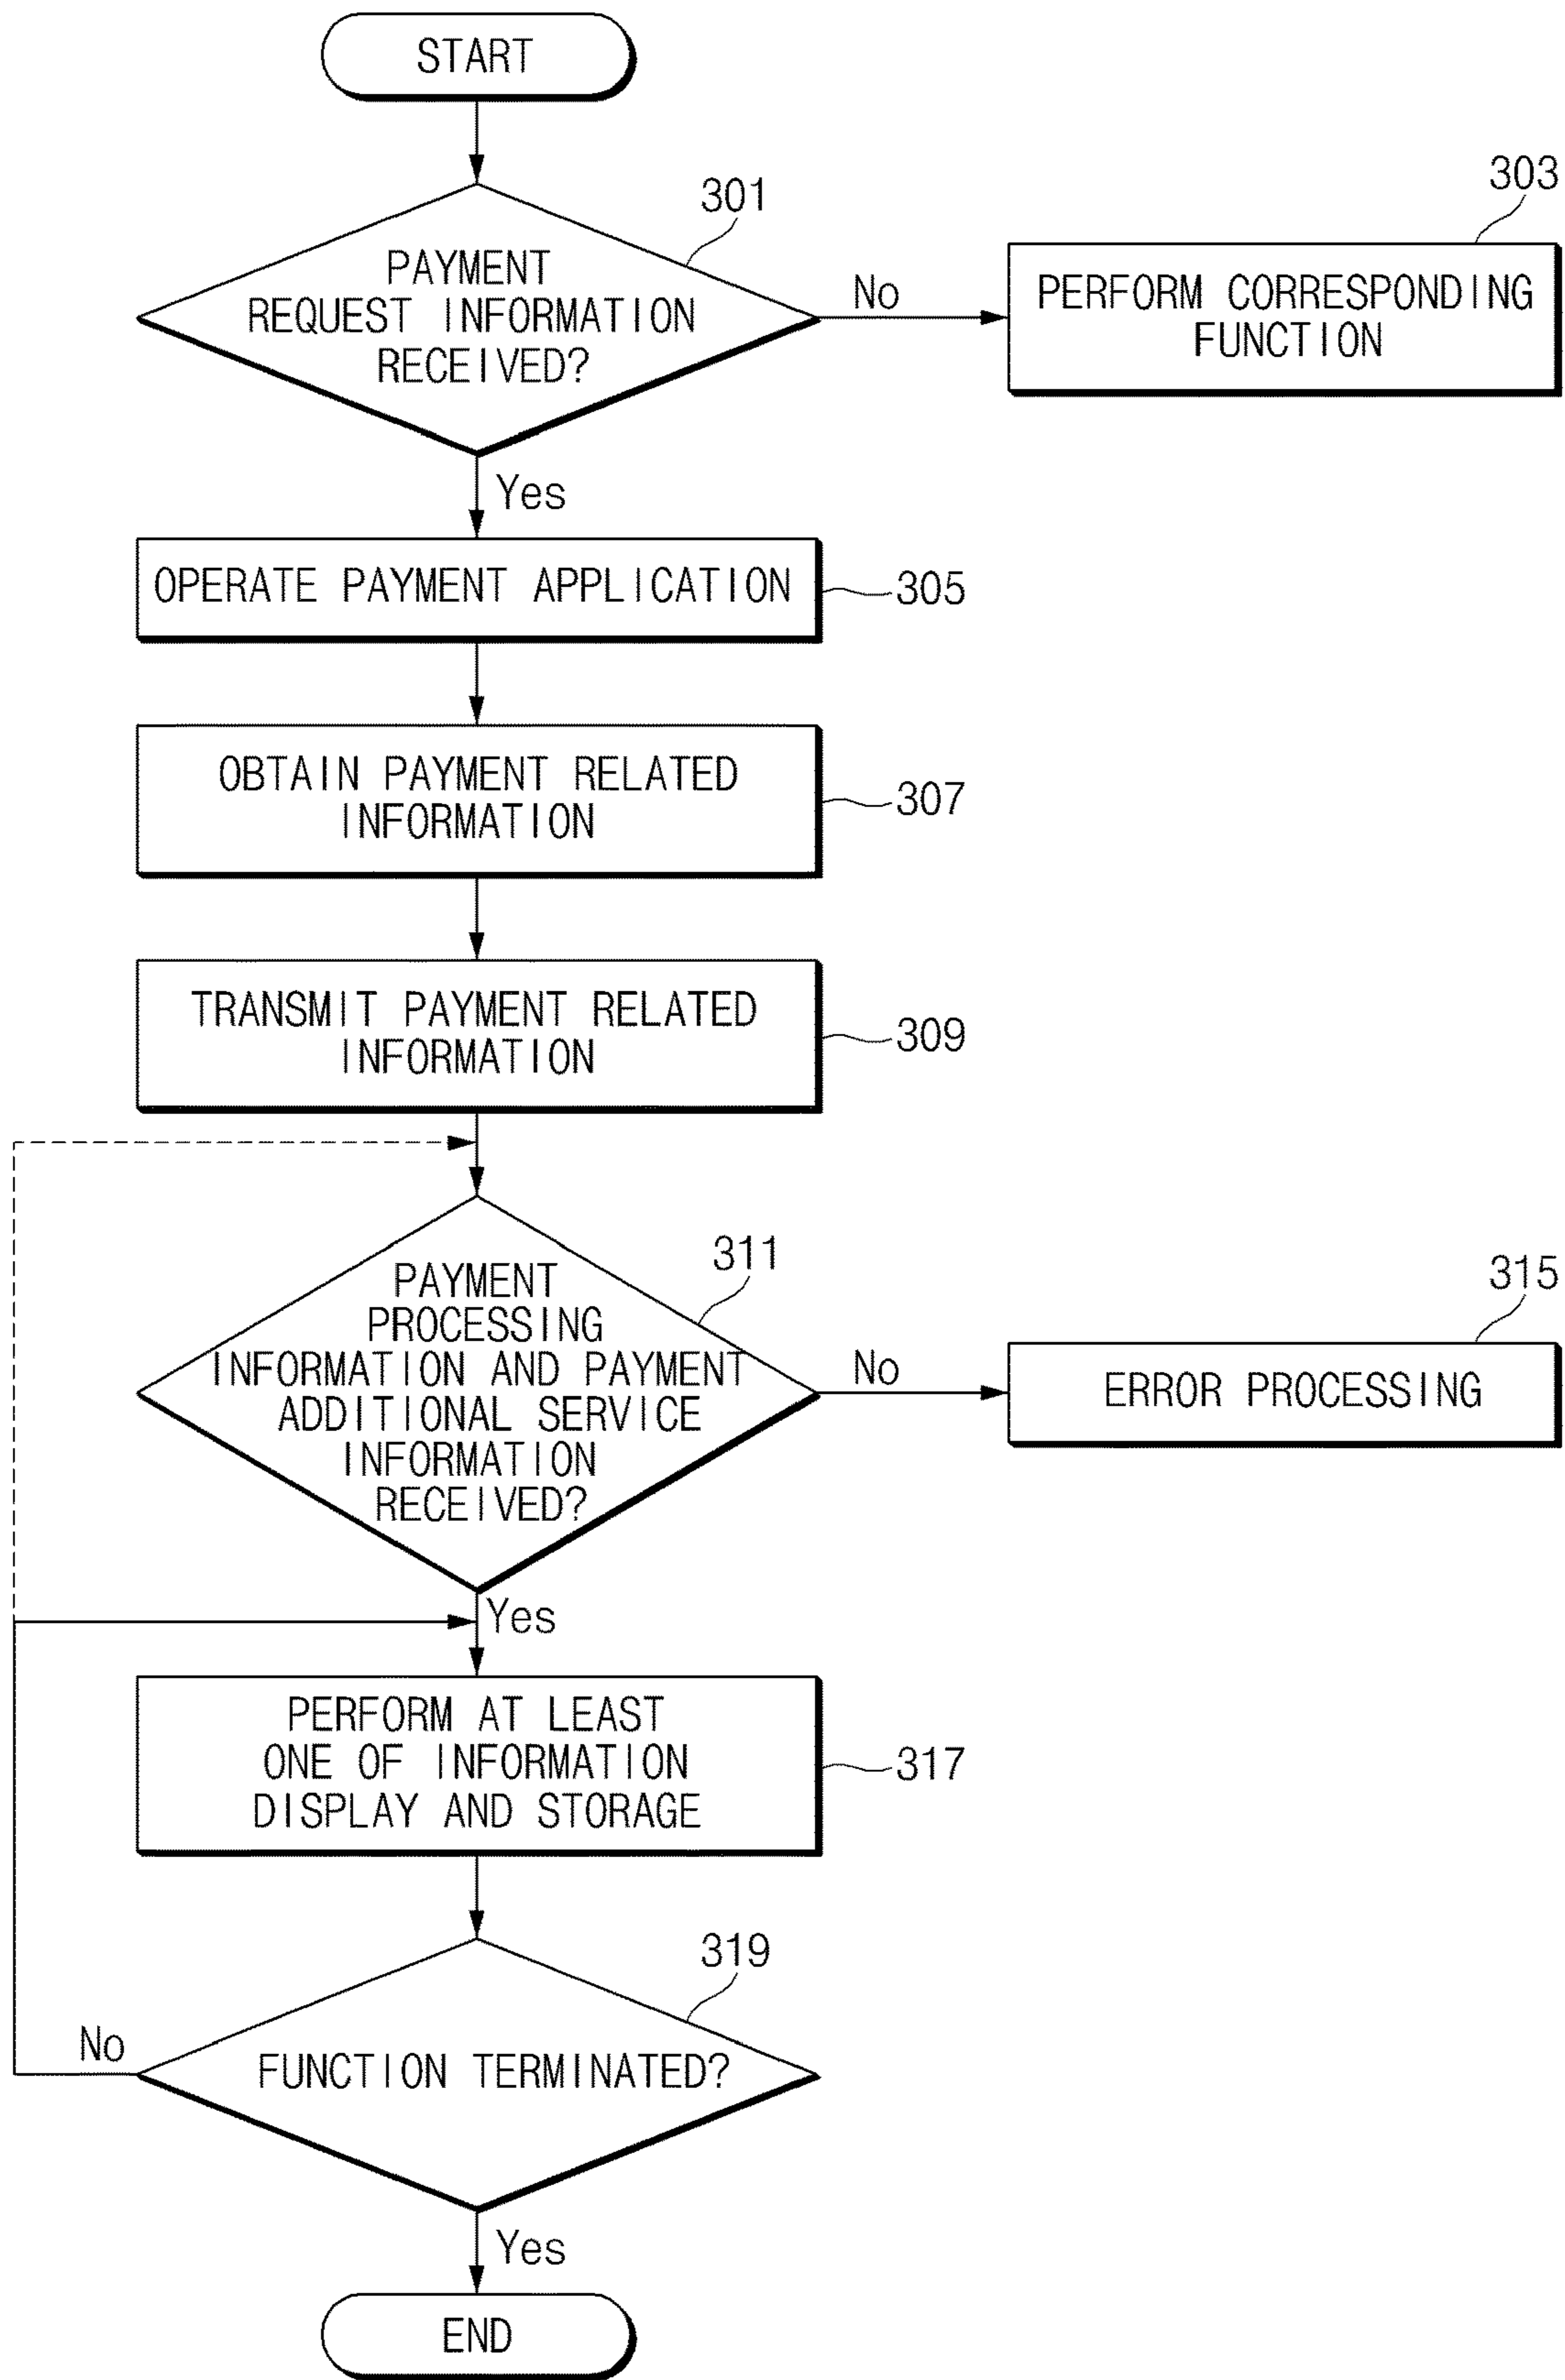 START
301
PAYMENT
REQUEST INFORMATION
RECEIVED?
No
303
PERFORM CORRESPONDING
FUNCTION
Yes
OPERATE PAYMENT APPLICATION
305
OBTAIN PAYMENT RELATED
INFORMATION
307
TRANSMIT PAYMENT RELATED
INFORMATION
309
311
PAYMENT
PROCESSING
INFORMATION AND PAYMENT
ADDITIONAL SERVICE
INFORMATION
RECEIVED?
No
315
ERROR PROCESSING
Yes
PERFORM AT LEAST
ONE OF INFORMATION
DISPLAY AND STORAGE
317
319
No
FUNCTION TERMINATED?
Yes
END